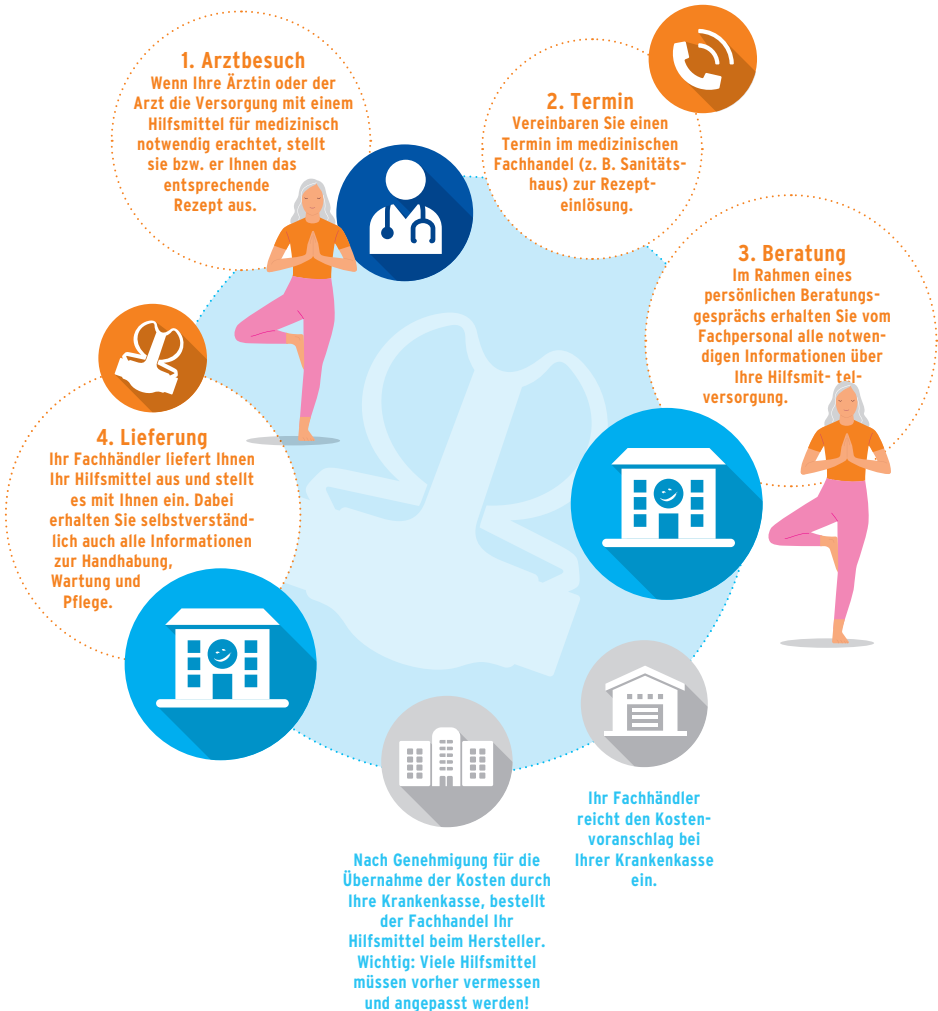 1. Arztbesuch
Wenn Ihre Ärztin oder der
Arzt die Versorgung mit einem
Hilfsmittel für medizinisch
notwendig erachtet, stellt
sie bzw. er Ihnen das
entsprechende
Rezept aus.
2. Termin
Vereinbaren Sie einen
Termin im medizinischen
Fachhandel (z. B. Sanitäts-
haus) zur Rezept-
einlösung.
3. Beratung
Im Rahmen eines
persönlichen Beratungs-
gesprächs erhalten Sie vom
Fachpersonal alle notwen-
digen Informationen über
Ihre Hilfsmit- tel-
versorgung.
Ihr Fachhändler
reicht den Kosten-
voranschlag bei
Ihrer Krankenkasse
ein.
Nach Genehmigung für die
Übernahme der Kosten durch
Ihre Krankenkasse, bestellt
der Fachhandel Ihr
Hilfsmittel beim Hersteller.
Wichtig: Viele Hilfsmittel
müssen vorher vermessen
und angepasst werden!
4. Lieferung
Ihr Fachhändler liefert Ihnen
Ihr Hilfsmittel aus und stellt
es mit Ihnen ein. Dabei
erhalten Sie selbstverständ-
lich auch alle Informationen
zur Handhabung,
Wartung und
Pflege.